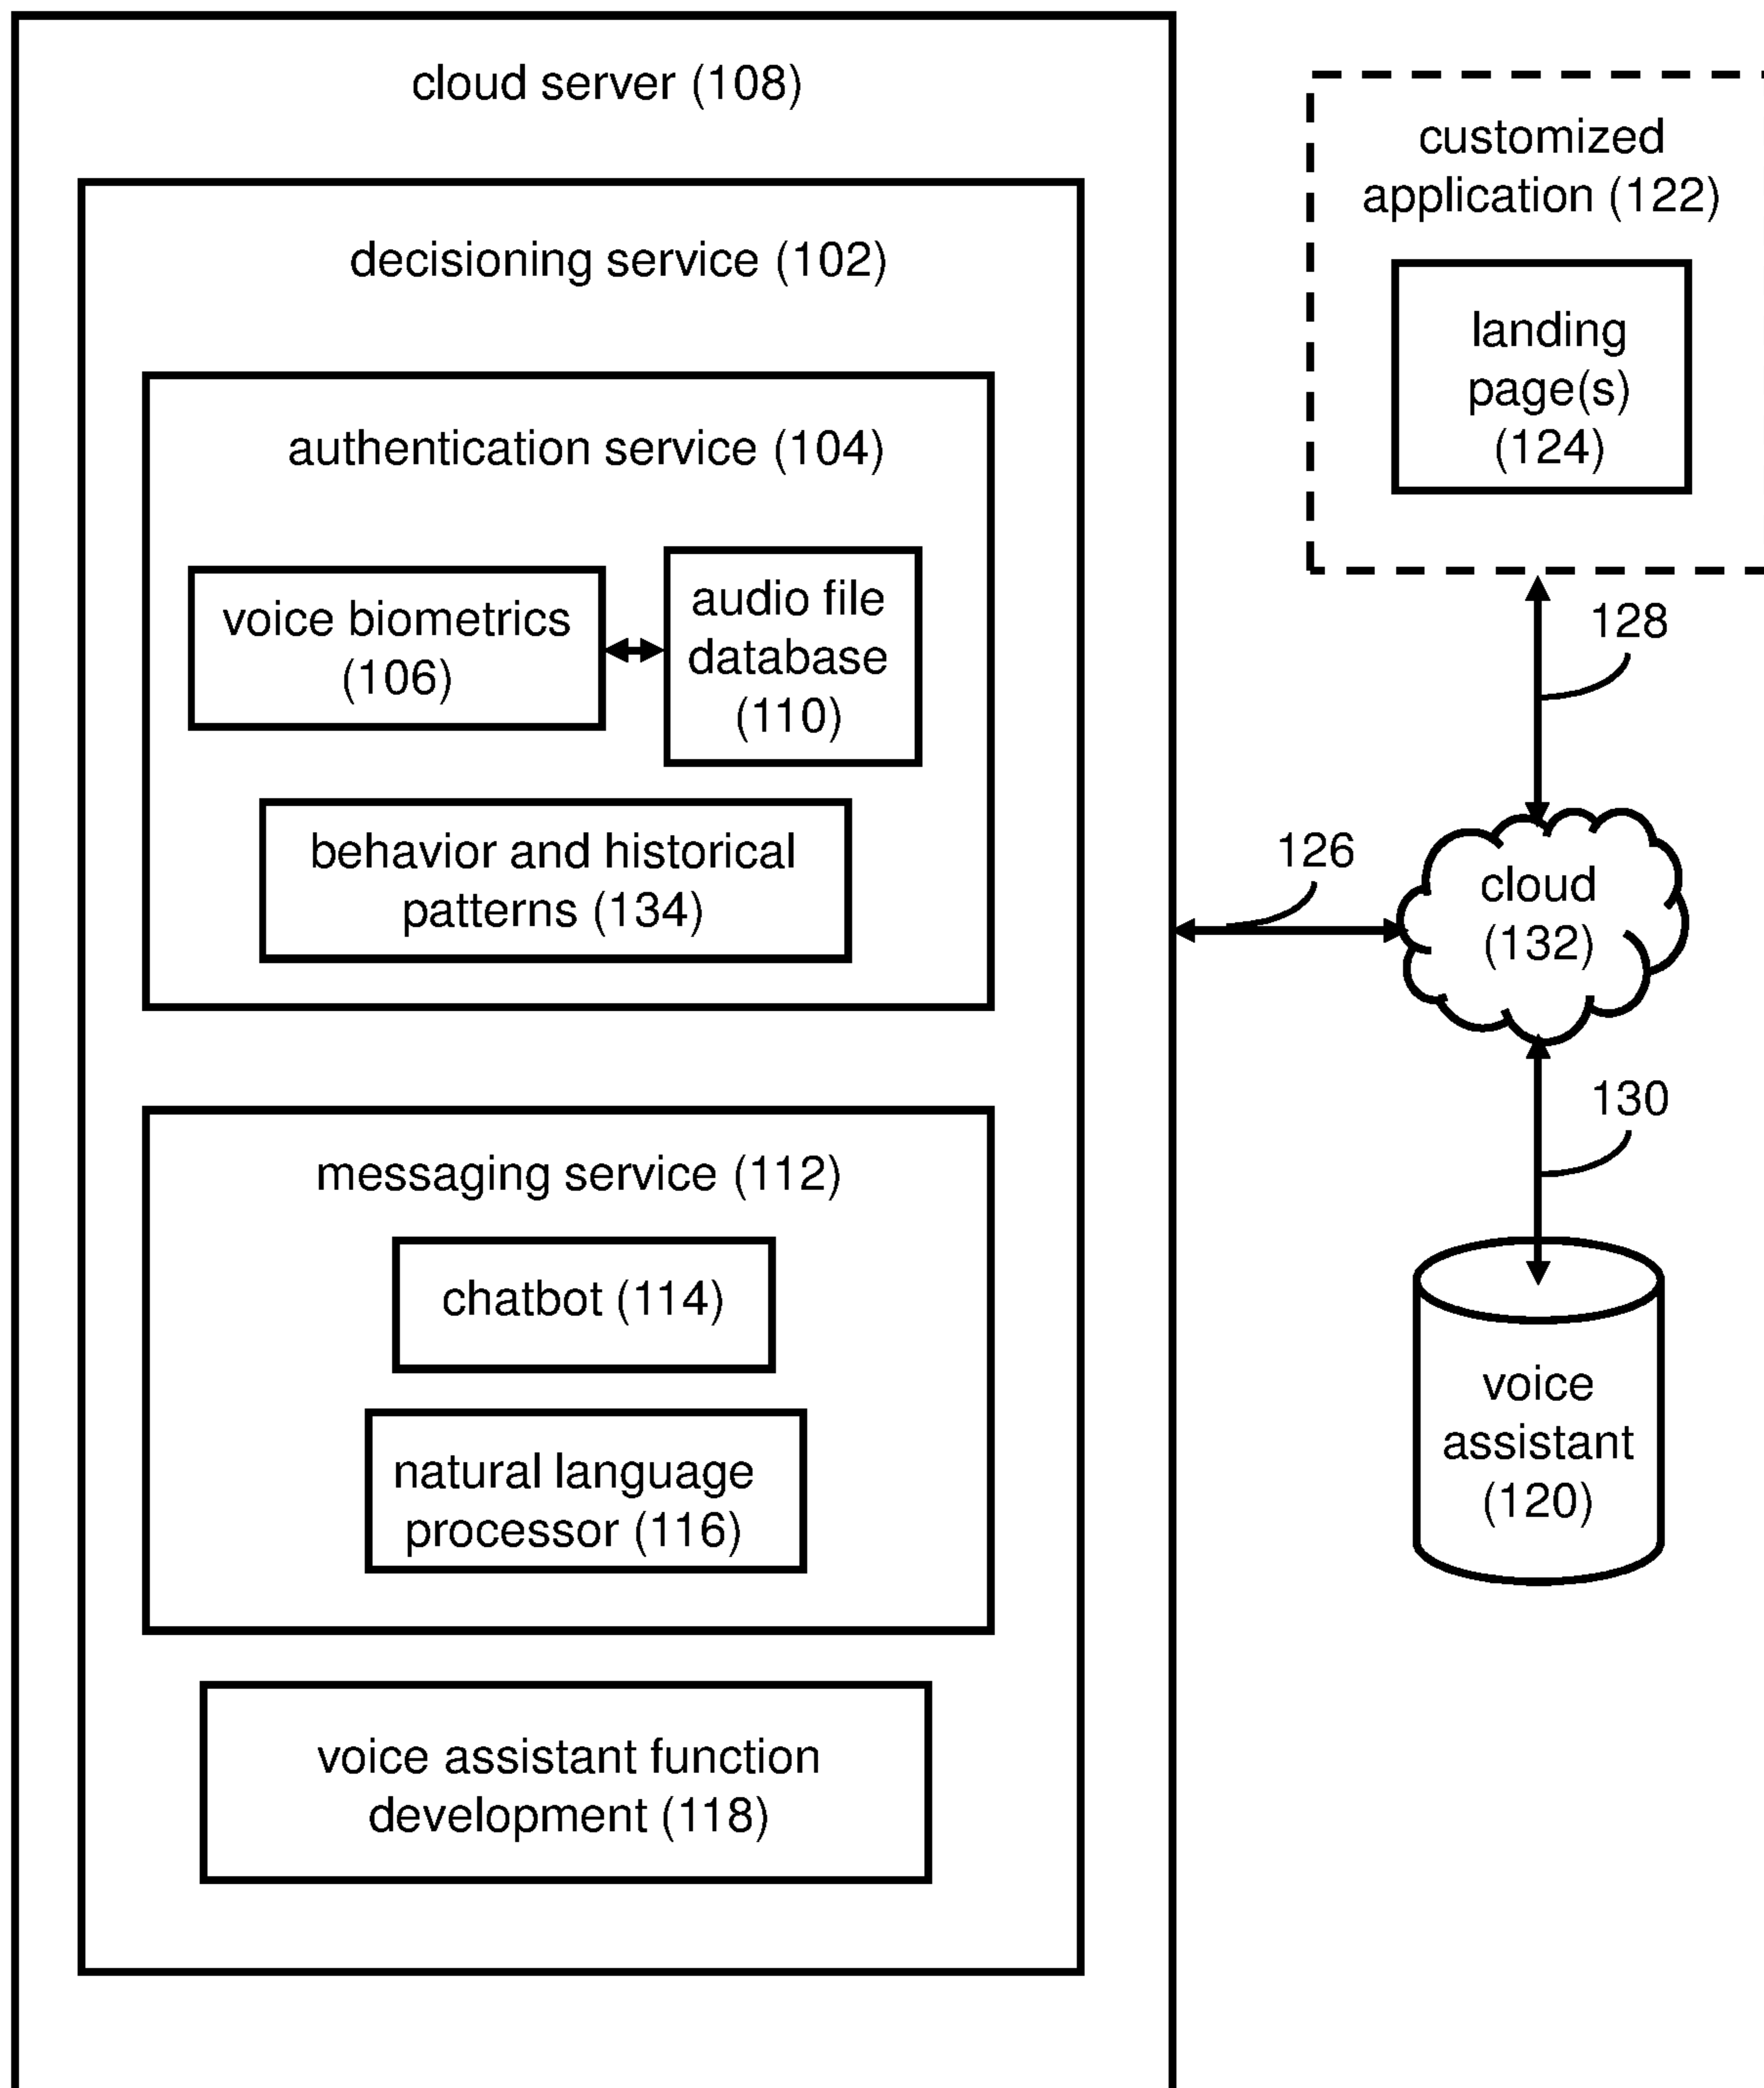 cloud server (108)
decisioning service (102)
authentication service (104)
voice biometrics
(106)
audio file
database
(110)
behavior and historical
patterns (134)
messaging service (112)
chatbot (114)
natural language
processor (116)
voice assistant function
development (118)
customized
application (122)
landing
page(s)
(124)
128
126
cloud
(132)
130
voice
assistant
(120)